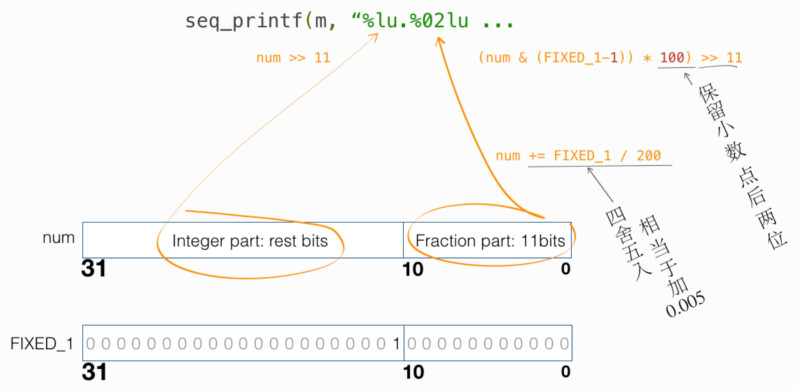 seq_printf(m, “%lu.%02lu ...
num >> 11
(num & (FIXED_1-1)) * 100) >> 11
保留小数点后两位
num += FIXED_1 / 200
四舍五入
相当于加0.005
num
Integer part: rest bits
Fraction part: 11bits
31
10
0
FIXED_1
0 0 0 0 0 0 0 0 0 0 0 0 0 0 0 0 0 0 0 0 1 0 0 0 0 0 0 0 0 0 0 0
31
10
0